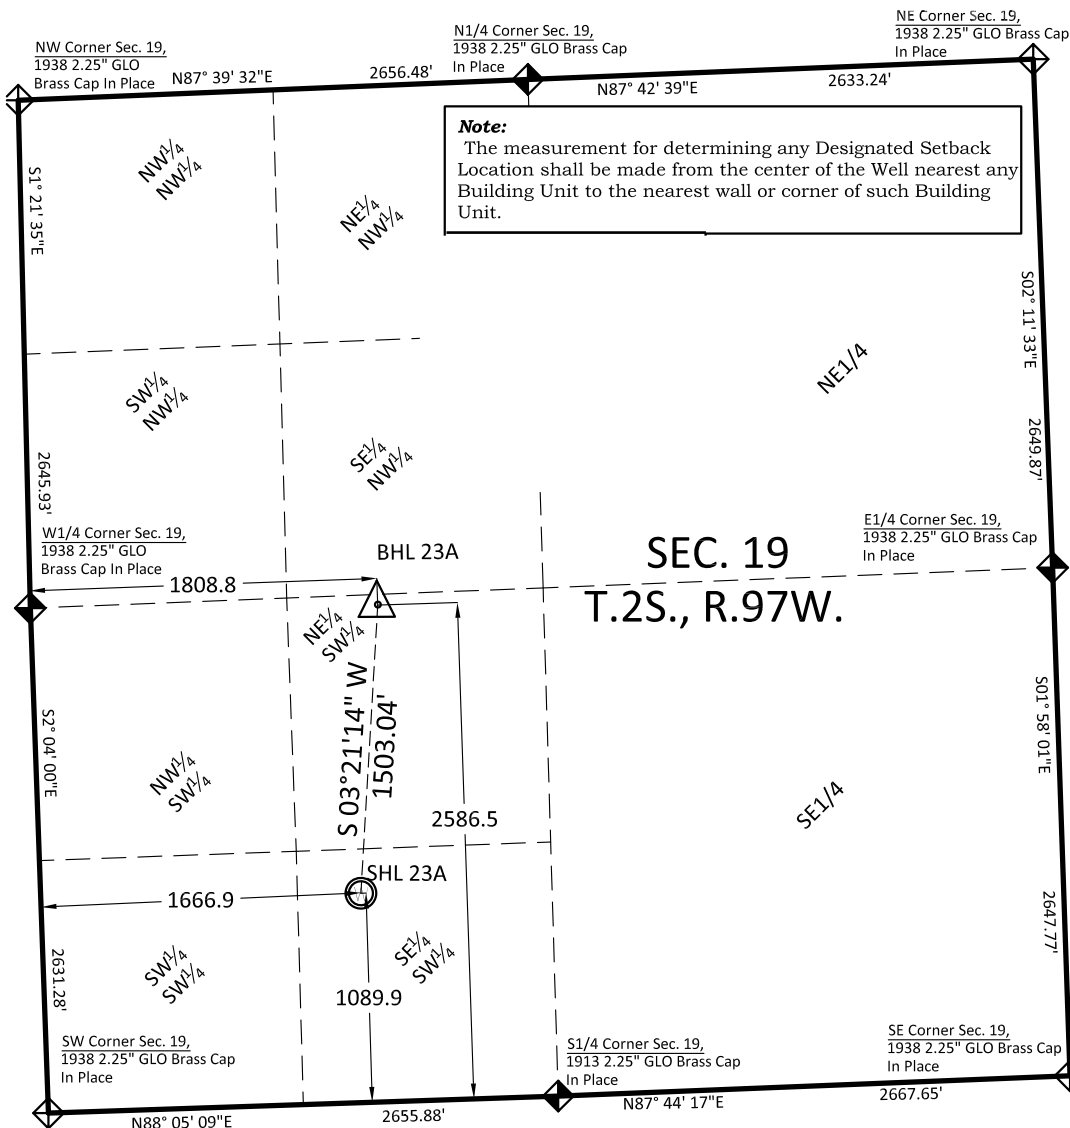 NW Corner Sec. 19,
1938 2.25" GLO
Brass Cap In Place
N87° 39' 32"E
2656.48'
N1/4 Corner Sec. 19,
1938 2.25" GLO Brass Cap
In Place
N87° 42' 39"E
2633.24'
NE Corner Sec. 19,
1938 2.25" GLO Brass Cap
In Place
Note:
The measurement for determining any Designated Setback
Location shall be made from the center of the Well nearest any
Building Unit to the nearest wall or corner of such Building
Unit.
NW1/4
NW1/4
NE1/4
NW1/4
S1° 21' 35"E
S02° 11' 33"E
NE1/4
SW1/4
NW1/4
SE1/4
NW1/4
2645.93'
2649.87'
W1/4 Corner Sec. 19,
1938 2.25" GLO
Brass Cap In Place
E1/4 Corner Sec. 19,
1938 2.25" GLO Brass Cap
In Place
BHL 23A
SEC. 19
T.2S., R.97W.
1808.8
NE1/4
SW1/4
S 03°21'14" W
1503.04'
S2° 04' 00"E
S01° 58' 01"E
NW1/4
SW1/4
SE1/4
2586.5
SHL 23A
1666.9
SW1/4
SW1/4
SE1/4
SW1/4
2631.28'
2647.77'
1089.9
SW Corner Sec. 19,
1938 2.25" GLO Brass Cap
In Place
S1/4 Corner Sec. 19,
1913 2.25" GLO Brass Cap
In Place
SE Corner Sec. 19,
1938 2.25" GLO Brass Cap
In Place
N88° 05' 09"E
2655.88'
N87° 44' 17"E
2667.65'